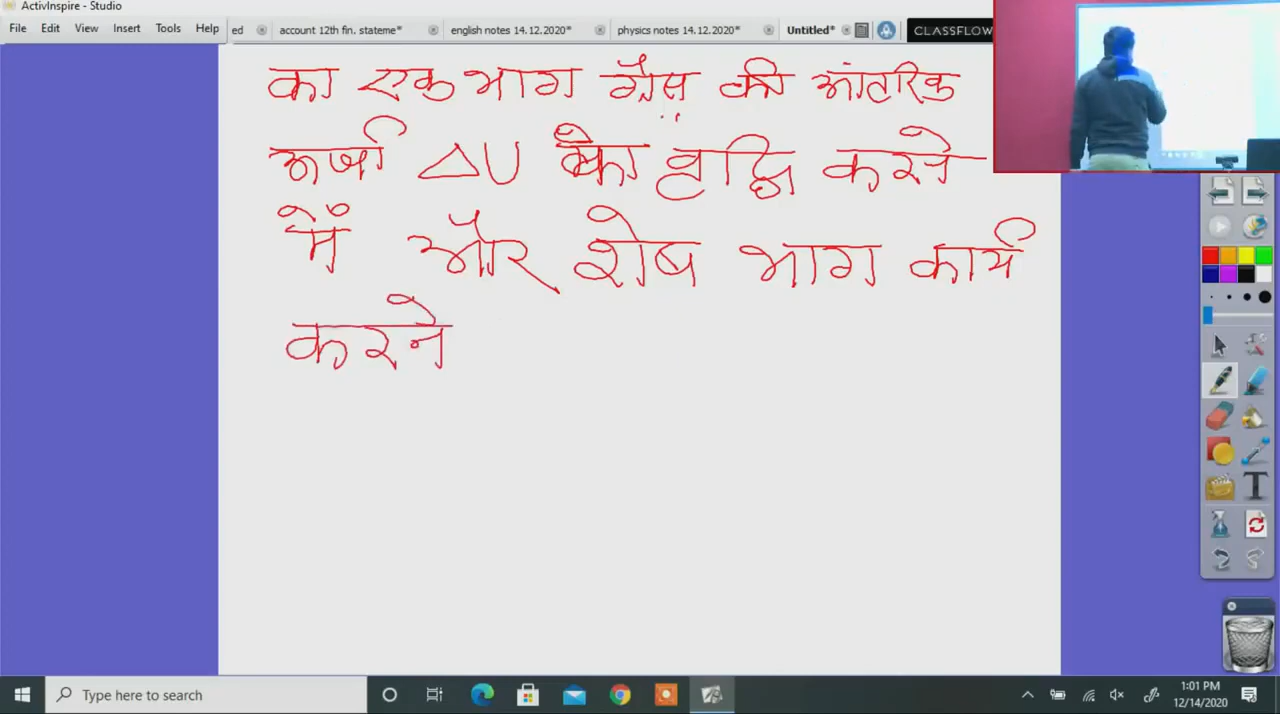 ActivInspire - Studio
File Edit View Insert Tools Help ed account 12th fin. stateme* english notes 14.12.2020* physics notes 14.12.2020* Untitled* CLASSFLOW
का एक भाग गैस की आंतरिक
ऊर्जा ΔU वृद्धि करने
में और शेष भाग कार्य
करने
Type here to search
1:01 PM
12/14/2020